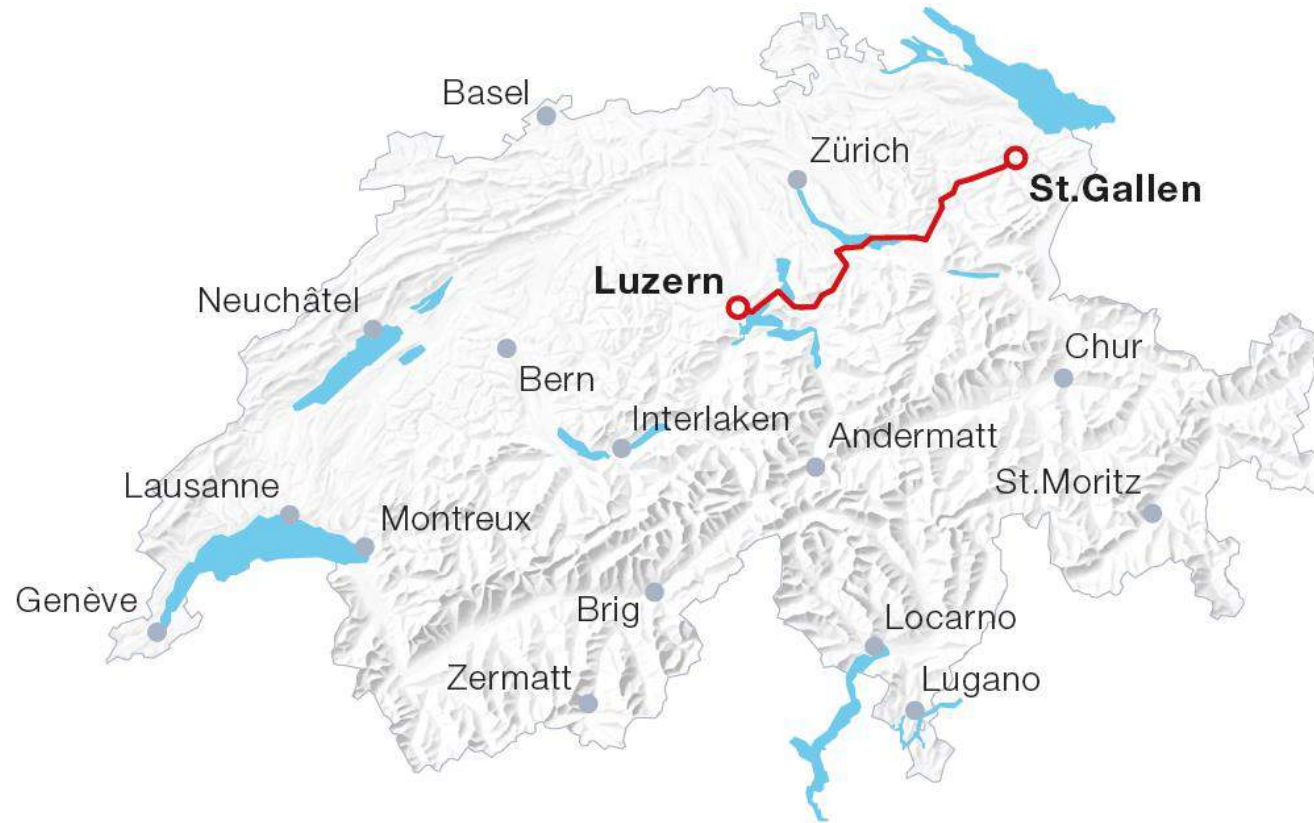 Basel
Zürich
St.Gallen
Luzern
Neuchâtel
Bern
Chur
Interlaken
Andermatt
St.Moritz
Lausanne
Montreux
Genève
Brig
Locarno
Zermatt
Lugano